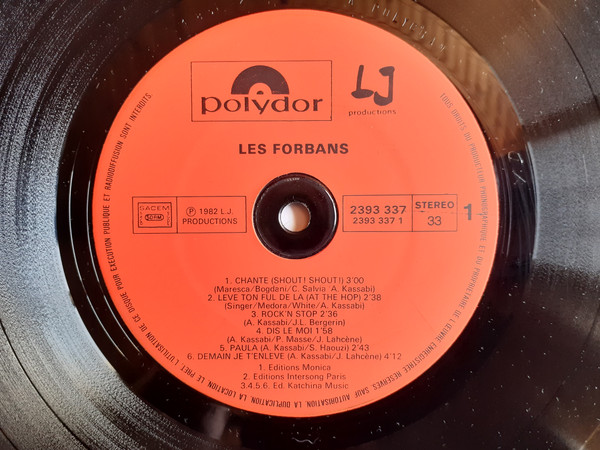 polydor
LJ
productions
LES FORBANS
SACEM
SDRM
Ⓟ 1982 L.J.
PRODUCTIONS
2393 337
2393 337 1
STEREO
33
1
1. CHANTE (SHOUT! SHOUT!) 3'00
(Maresca/Bogdani/C. Salvia/A. Kassabi)
2. LEVE TON FUL DE LA (AT THE HOP) 2'38
(Singer/Medora/White/A. Kassabi)
3. ROCK'N STOP 2'36
(A. Kassabi/J.L. Bergerin)
4. DIS LE MOI 1'58
(A. Kassabi/P. Masse/J. Lahcène)
5. PAULA (A. Kassabi/S. Haouzi) 2'43
6. DEMAIN JE T'ENLEVE (A. Kassabi/J. Lahcène) 4'12
1. Editions Monica
2. Editions Intersong Paris
3.4.5.6. Ed. Katchina Music
TOUS DROITS DU PRODUCTEUR PHONOGRAPHIQUE ET DU PROPRIETAIRE DE L'ŒUVRE ENREGISTREE RESERVES. SAUF AUTORISATION, LA DUPLICATION, LA LOCATION, LE PRET, L'UTILISATION DE CE DISQUE POUR EXECUTION PUBLIQUE ET RADIODIFFUSION SONT INTERDITS